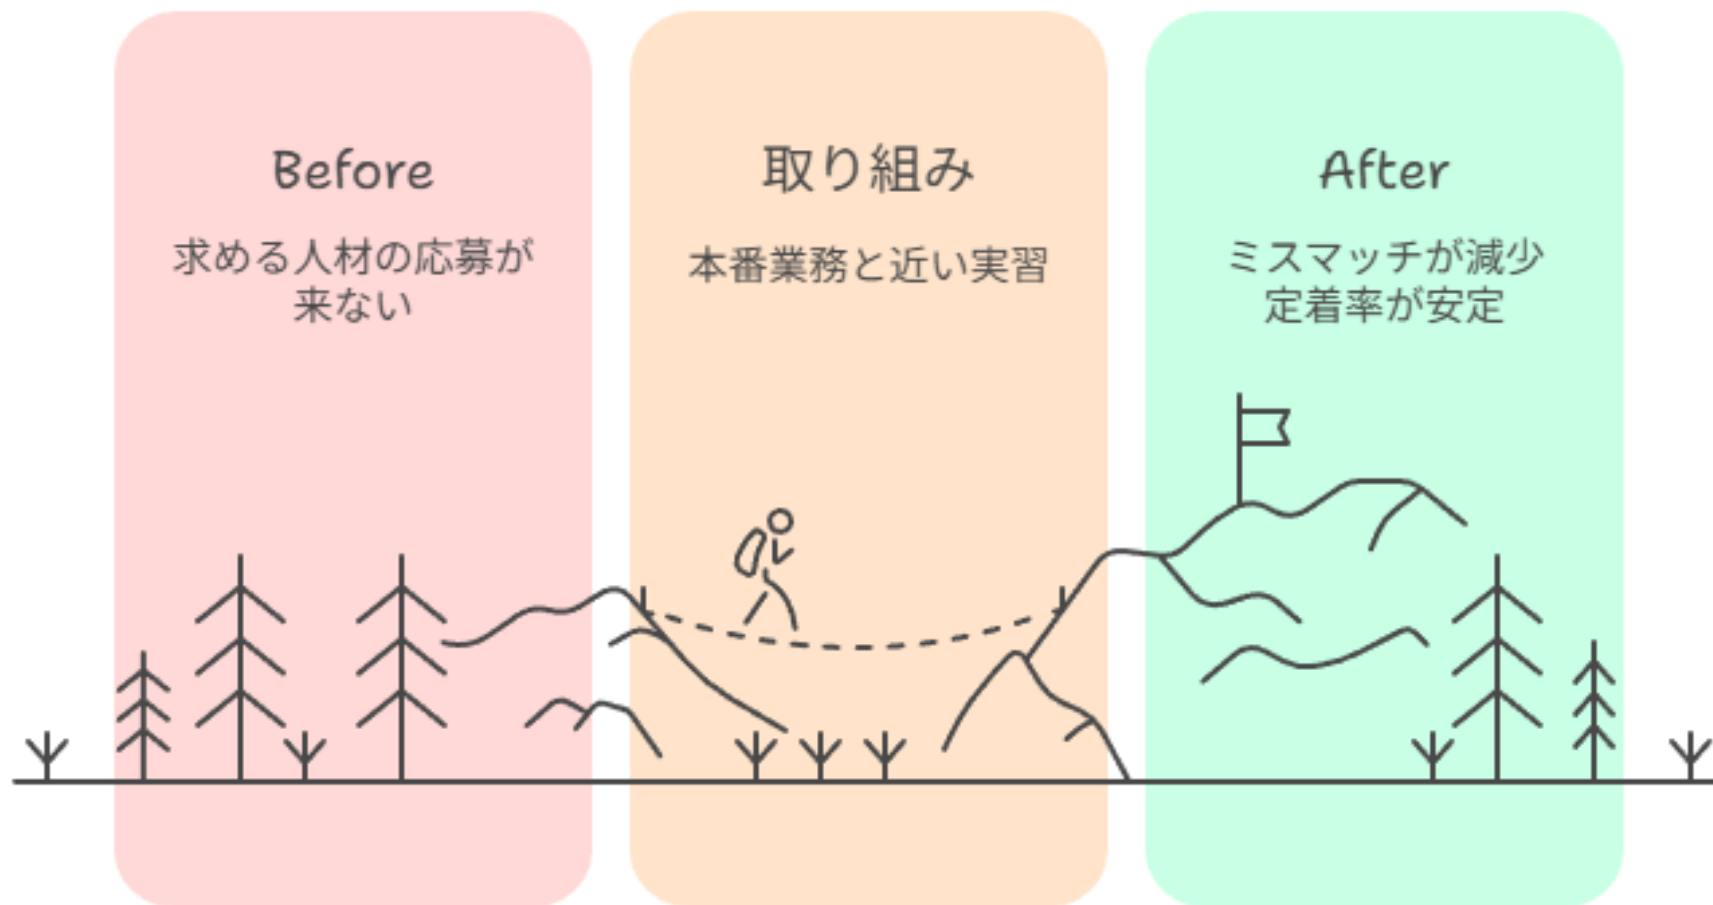 Before
求める人材の応募が
来ない
取り組み
本番業務と近い実習
After
ミスマッチが減少
定着率が安定